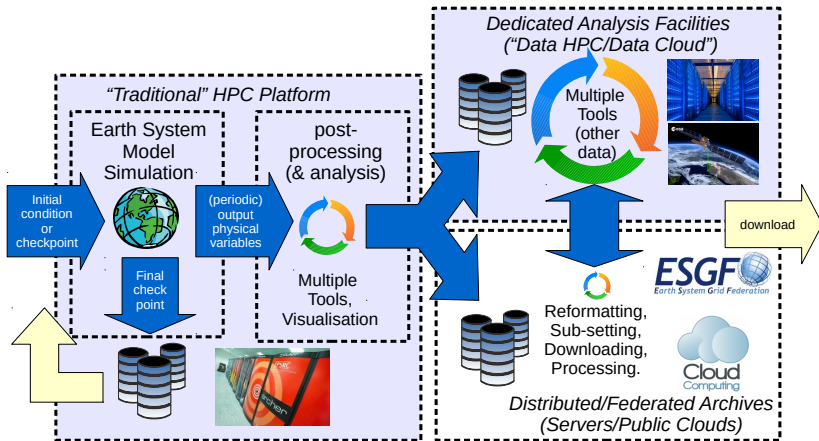 Dedicated Analysis Facilities
("Data HPC/Data Cloud")
Multiple
Tools
(other
data)
esa
"Traditional" HPC Platform
Earth System
Model
Simulation
post-
processing
(& analysis)
Initial
condition
or
checkpoint
(periodic)
output
physical
variables
Final
check
point
Multiple
Tools,
Visualisation
archer
download
Reformatting,
Sub-setting,
Downloading,
Processing.
ESGF
Earth System Grid Federation
Cloud
Computing
Distributed/Federated Archives
(Servers/Public Clouds)